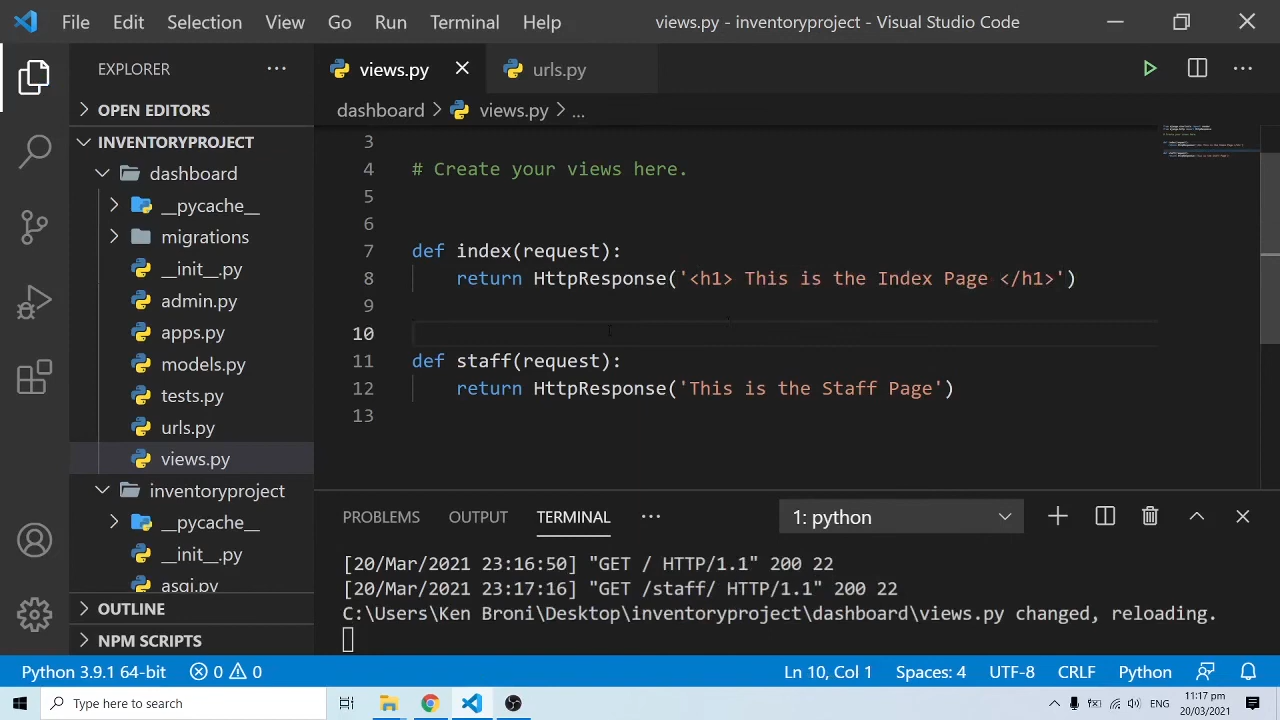 File Edit Selection View Go Run Terminal Help views.py - inventoryproject - Visual Studio Code
EXPLORER
views.py urls.py
OPEN EDITORS
dashboard views.py ...
INVENTORYPROJECT
dashboard
__pycache__
migrations
__init__.py
admin.py
apps.py
models.py
tests.py
urls.py
views.py
inventoryproject
__pycache__
__init__.py
asgi.py
OUTLINE
NPM SCRIPTS
3
4 # Create your views here.
5
6
7 def index(request):
8 return HttpResponse('<h1> This is the Index Page </h1>')
9
10
11 def staff(request):
12 return HttpResponse('This is the Staff Page')
13
PROBLEMS OUTPUT TERMINAL ... 1: python
[20/Mar/2021 23:16:50] "GET / HTTP/1.1" 200 22
[20/Mar/2021 23:17:16] "GET /staff/ HTTP/1.1" 200 22
C:\Users\Ken Broni\Desktop\inventoryproject\dashboard\views.py changed, reloading.
Python 3.9.1 64-bit 0 0 Ln 10, Col 1 Spaces: 4 UTF-8 CRLF Python
Type here to search
ENG
11:17 pm
20/03/2021